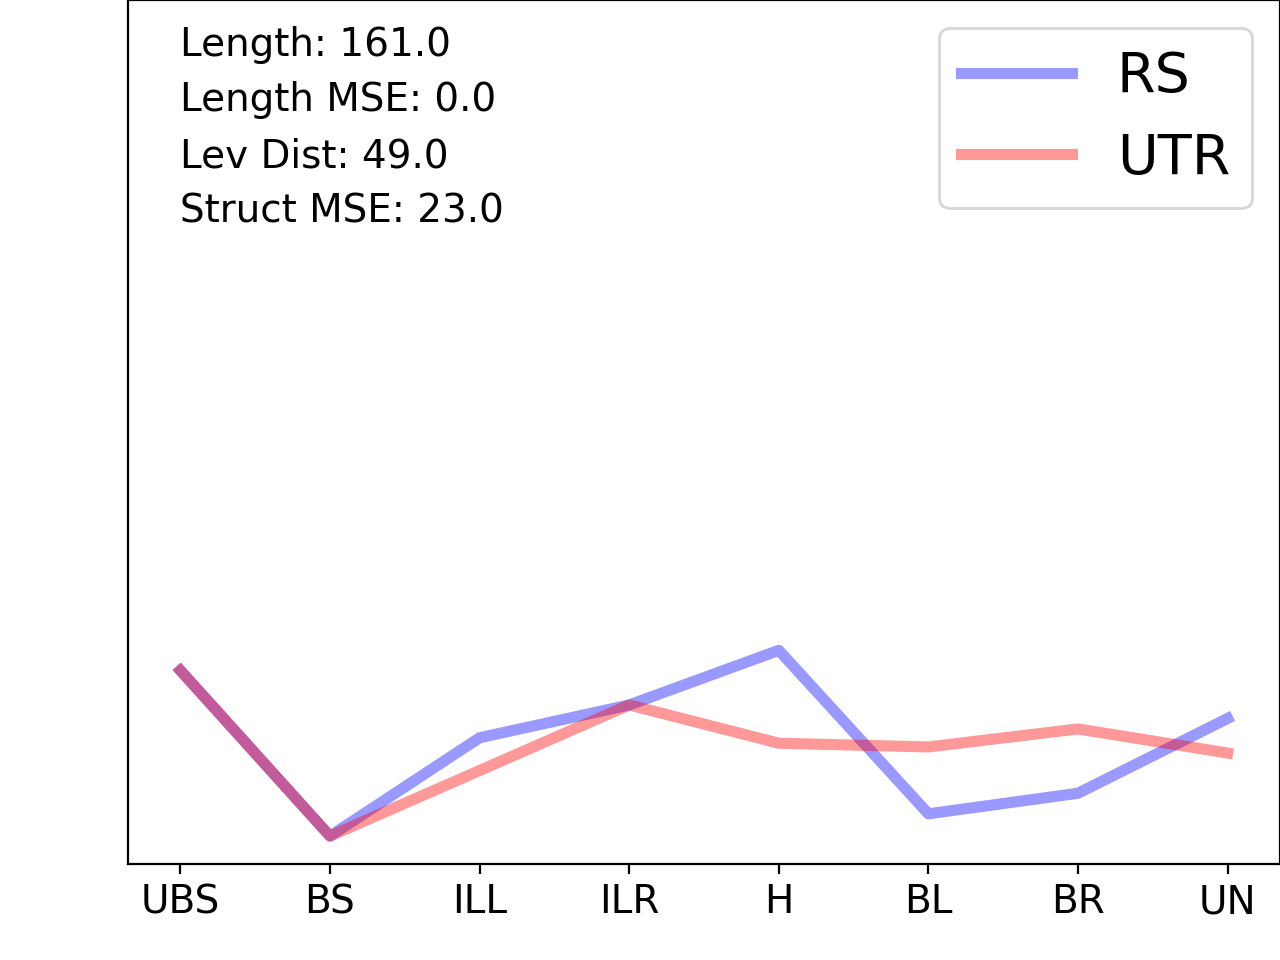 Length: 161.0
Length MSE: 0.0
Lev Dist: 49.0
Struct MSE: 23.0
RS
UTR
UBS BS ILL ILR H BL BR UN